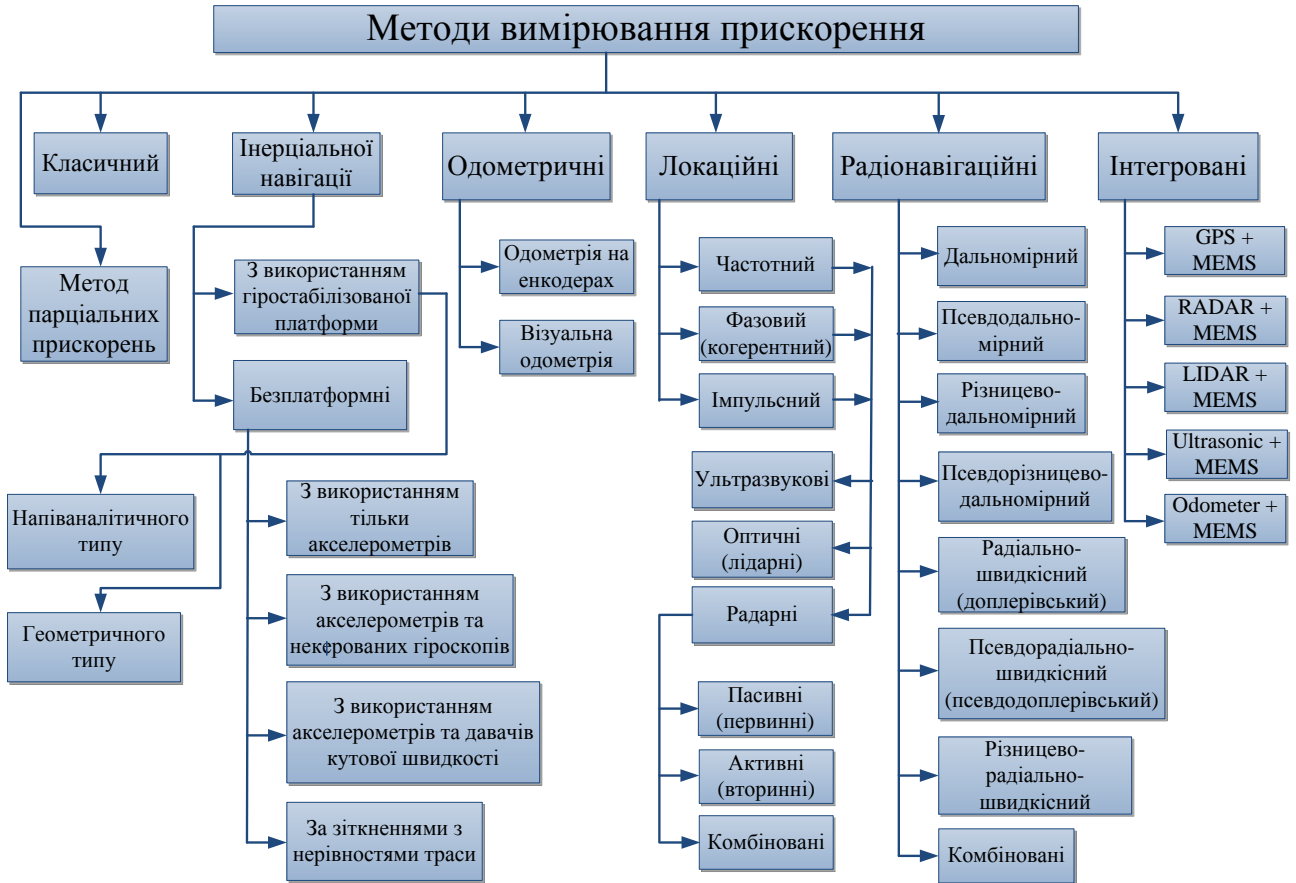 Методи вимірювання прискорення
Класичний
Інерціальної
навігації
Одометричні
Локаційні
Радіонавігаційні
Інтегровані
Метод
парціальних
прискорень
З використанням
гіростабілізованої
платформи
Безплатформні
Напіваналітичного
типу
Геометричного
типу
З використанням
тільки
акселерометрів
З використанням
акселерометрів та
некерованих гіроскопів
З використанням
акселерометрів та давачів
кутової швидкості
За зіткненнями з
нерівностями траси
Одометрія на
енкодерах
Візуальна
одометрія
Частотний
Фазовий
(когерентний)
Імпульсний
Ультразвукові
Оптичні
(лідарні)
Радарні
Пасивні
(первинні)
Активні
(вторинні)
Комбіновані
Дальномірний
Псевдодально-
мірний
Різницево-
дальномірний
Псевдорізницево-
дальномірний
Радіально-
швидкісний
(доплерівський)
Псевдорадіально-
швидкісний
(псевдодоплерівський)
Різницево-
радіально-
швидкісний
Комбіновані
GPS +
MEMS
RADAR +
MEMS
LIDAR +
MEMS
Ultrasonic +
MEMS
Odometer +
MEMS